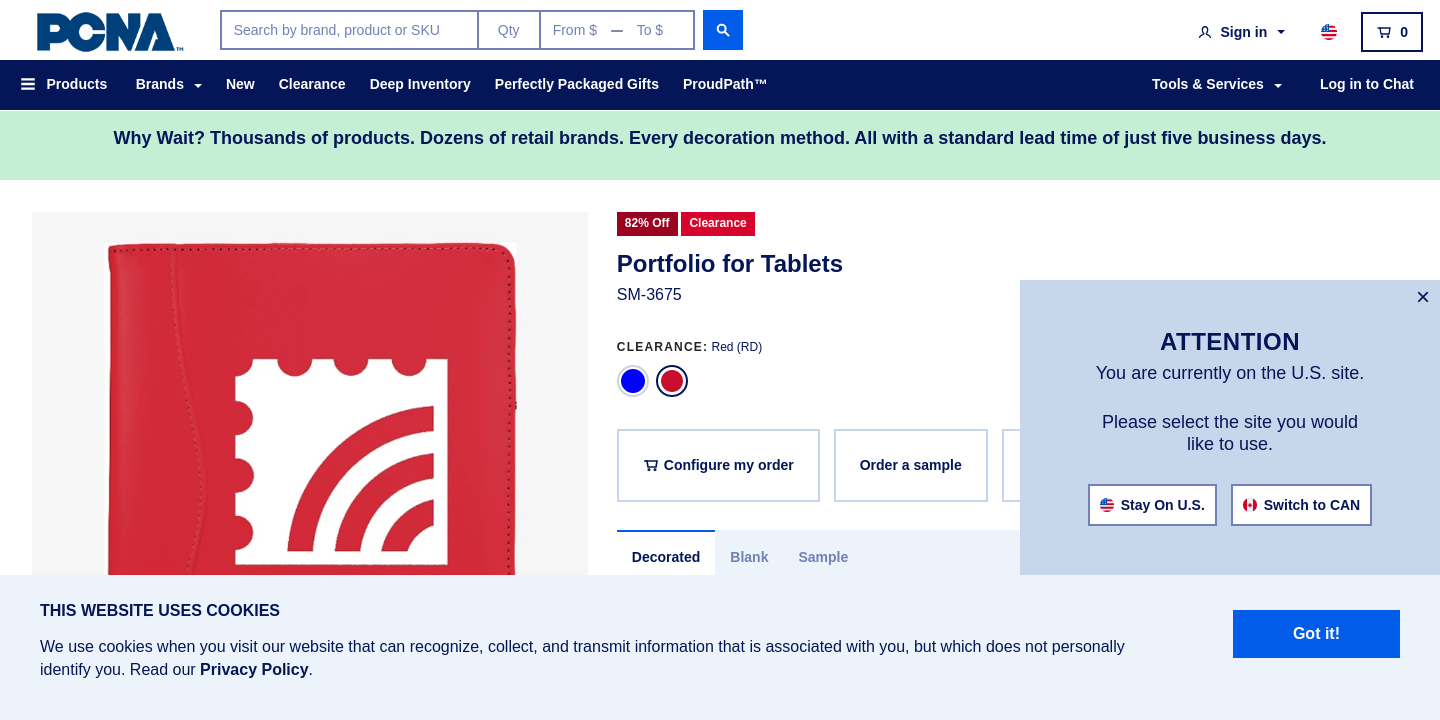 PCNA™
Search by brand, product or SKU
Qty
From $ — To $
Sign in
0
Products
Brands
New
Clearance
Deep Inventory
Perfectly Packaged Gifts
ProudPath™
Tools & Services
Log in to Chat
Why Wait? Thousands of products. Dozens of retail brands. Every decoration method. All with a standard lead time of just five business days.
82% Off
Clearance
Portfolio for Tablets
SM-3675
CLEARANCE: Red (RD)
Configure my order
Order a sample
Decorated
Blank
Sample
×
ATTENTION
You are currently on the U.S. site.
Please select the site you would
like to use.
Stay On U.S.
Switch to CAN
THIS WEBSITE USES COOKIES
We use cookies when you visit our website that can recognize, collect, and transmit information that is associated with you, but which does not personally
identify you. Read our Privacy Policy.
Got it!